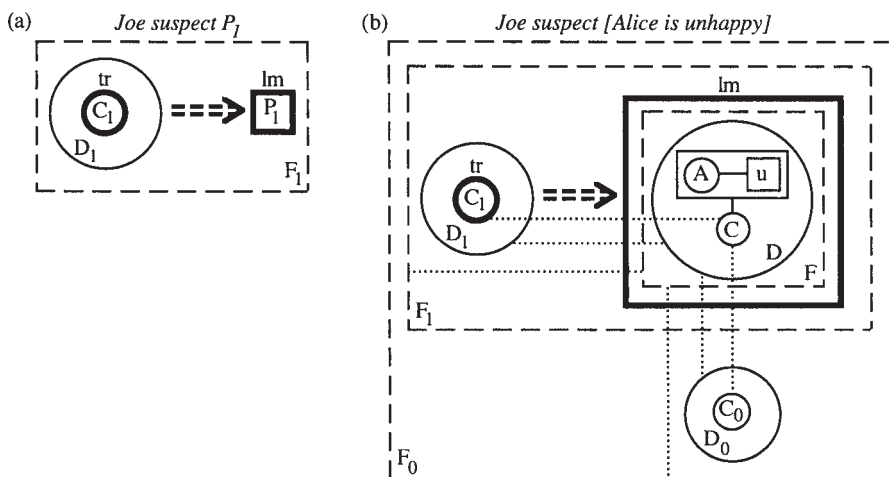 (a) Joe suspect P₁
tr
C₁
D₁
lm
P₁
F₁
(b) Joe suspect [Alice is unhappy]
lm
tr
C₁
D₁
A u
C
D
F
F₁
C₀
D₀
F₀